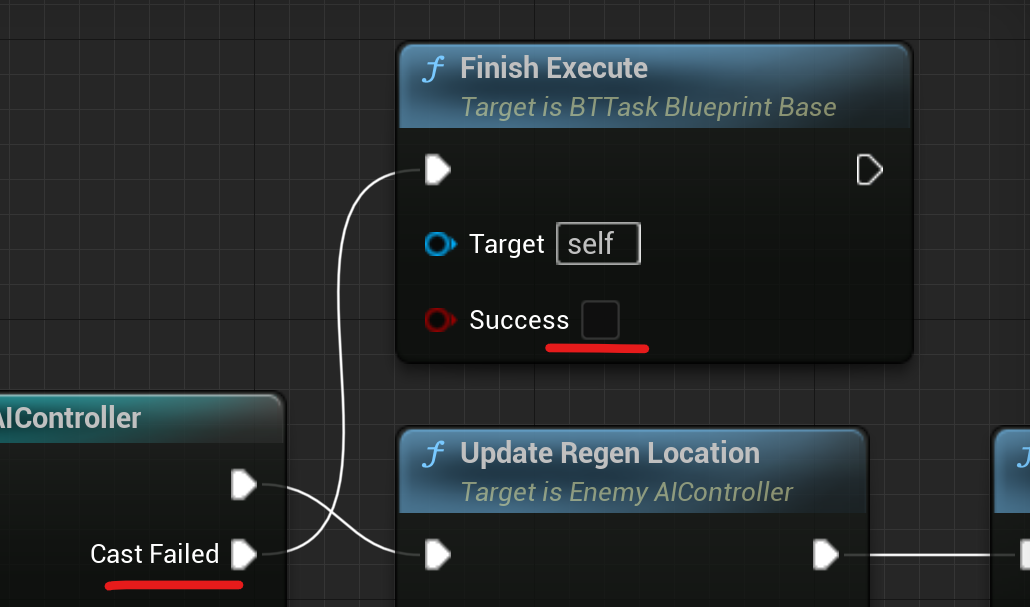 Finish Execute
Target is BTTask Blueprint Base
Target self
Success
AIController
Update Regen Location
Target is Enemy AIController
Cast Failed